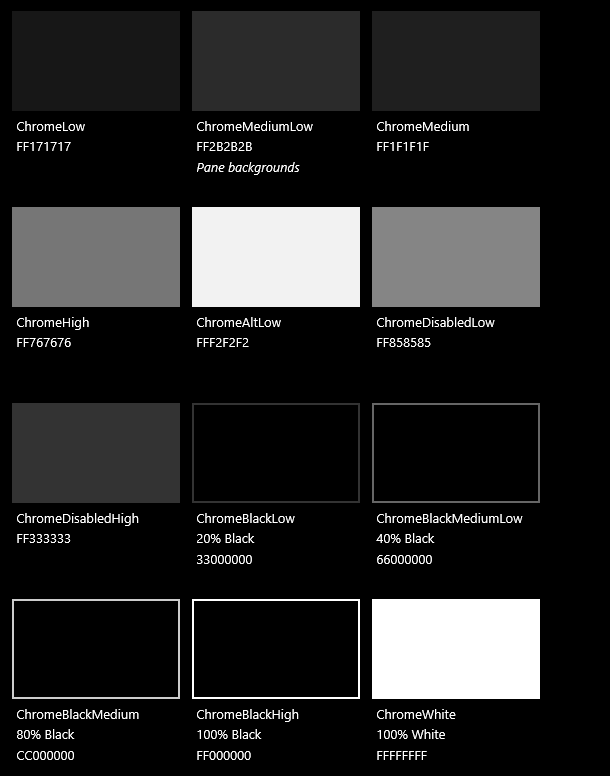 ChromeLow
FF171717
ChromeMediumLow
FF2B2B2B
Pane backgrounds
ChromeMedium
FF1F1F1F
ChromeHigh
FF767676
ChromeAltLow
FFF2F2F2
ChromeDisabledLow
FF858585
ChromeDisabledHigh
FF333333
ChromeBlackLow
20% Black
33000000
ChromeBlackMediumLow
40% Black
66000000
ChromeBlackMedium
80% Black
CC000000
ChromeBlackHigh
100% Black
FF000000
ChromeWhite
100% White
FFFFFFFF